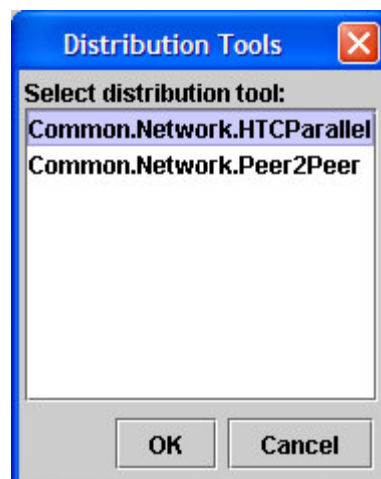 Distribution Tools
Select distribution tool:
Common.Network.HTCParallel
Common.Network.Peer2Peer
OK Cancel